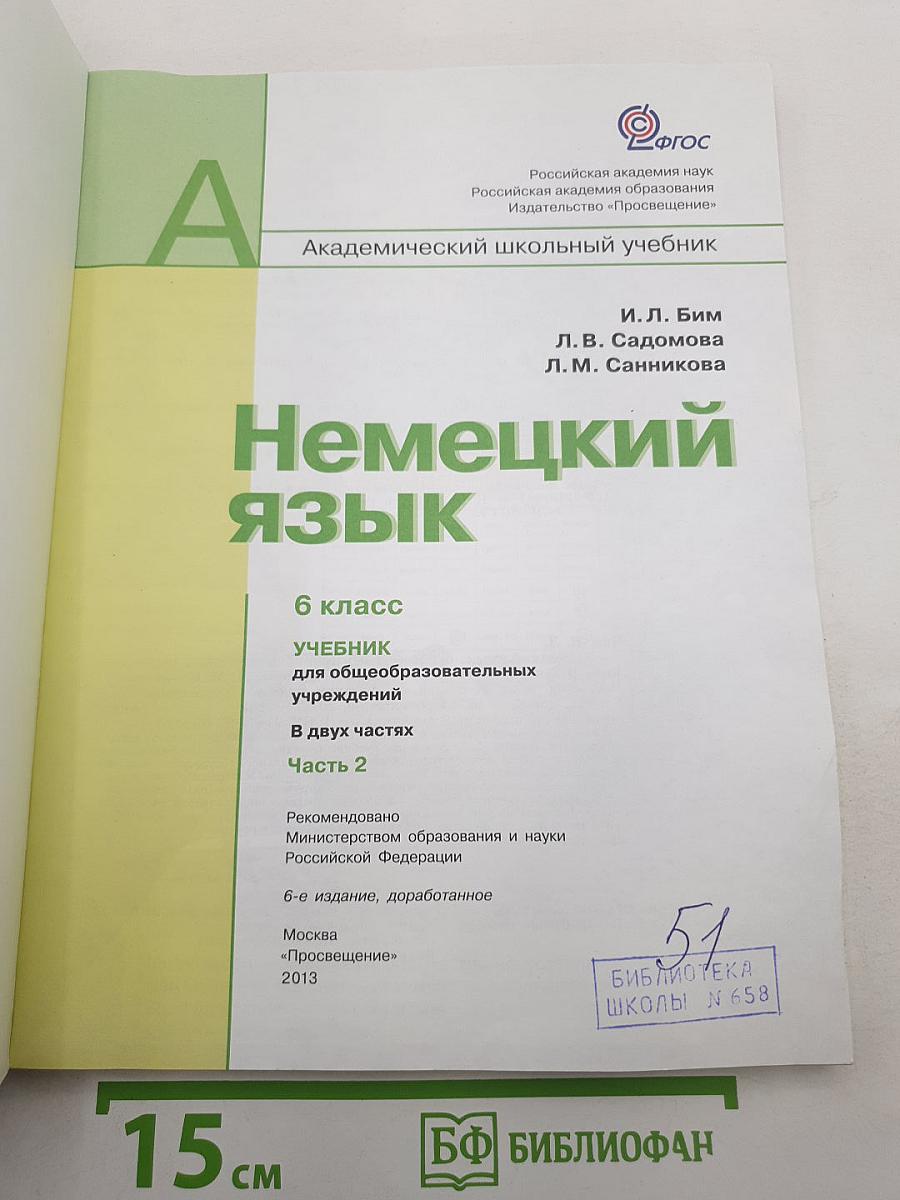 А
ФГОС
Российская академия наук
Российская академия образования
Издательство «Просвещение»
Академический школьный учебник
И. Л. Бим
Л. В. Садомова
Л. М. Санникова
Немецкий
язык
6 класс
УЧЕБНИК
для общеобразовательных
учреждений
В двух частях
Часть 2
Рекомендовано
Министерством образования и науки
Российской Федерации
6-е издание, доработанное
Москва
«Просвещение»
2013
51
БИБЛИОТЕКА
ШКОЛЫ N 658
15 см
БФ БИБЛИОФАН